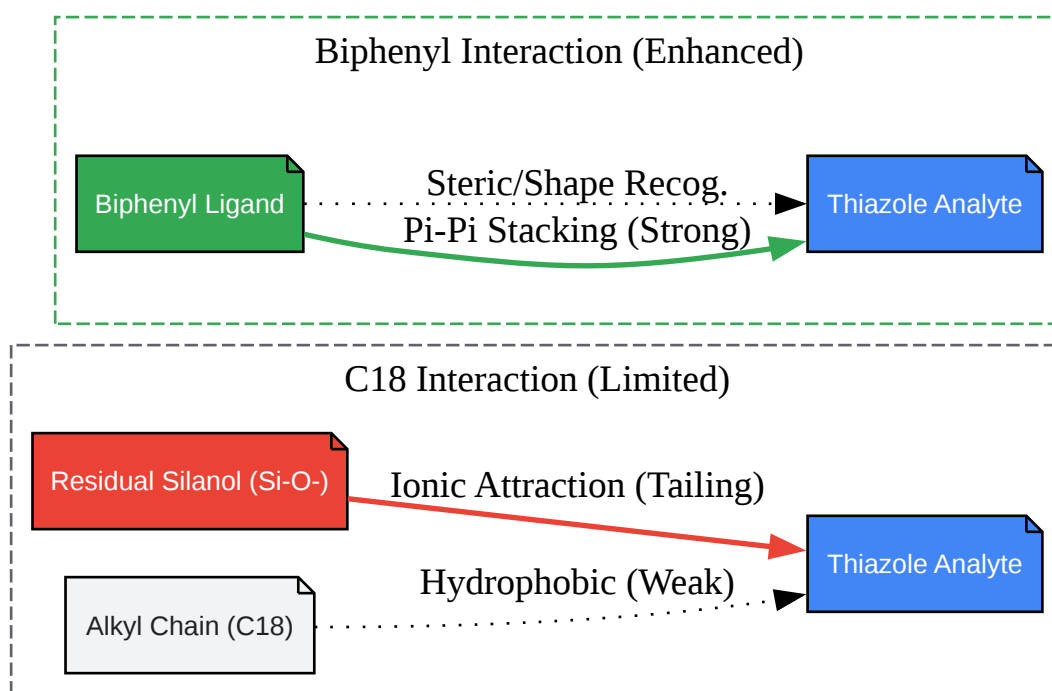 Biphenyl Interaction (Enhanced)
Biphenyl Ligand
Steric/Shape Recog.
Pi-Pi Stacking (Strong)
Thiazole Analyte
C18 Interaction (Limited)
Residual Silanol (Si-O-)
Ionic Attraction (Tailing)
Thiazole Analyte
Hydrophobic (Weak)
Alkyl Chain (C18)